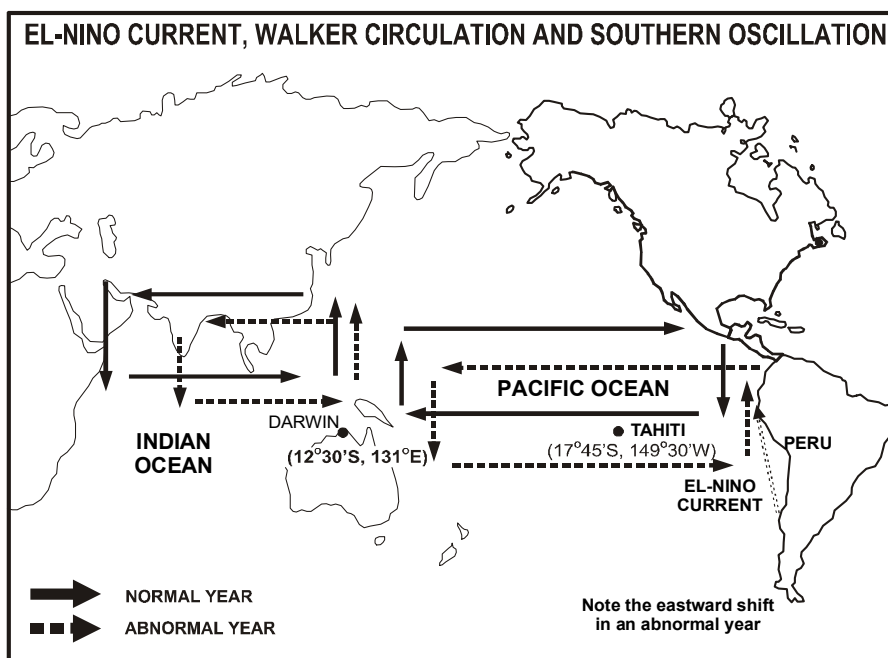 EL-NINO CURRENT, WALKER CIRCULATION AND SOUTHERN OSCILLATION
PACIFIC OCEAN
DARWIN
(12°30'S, 131°E)
INDIAN
OCEAN
TAHITI
(17°45'S, 149°30'W)
PERU
EL-NINO
CURRENT
NORMAL YEAR
ABNORMAL YEAR
Note the eastward shift
in an abnormal year